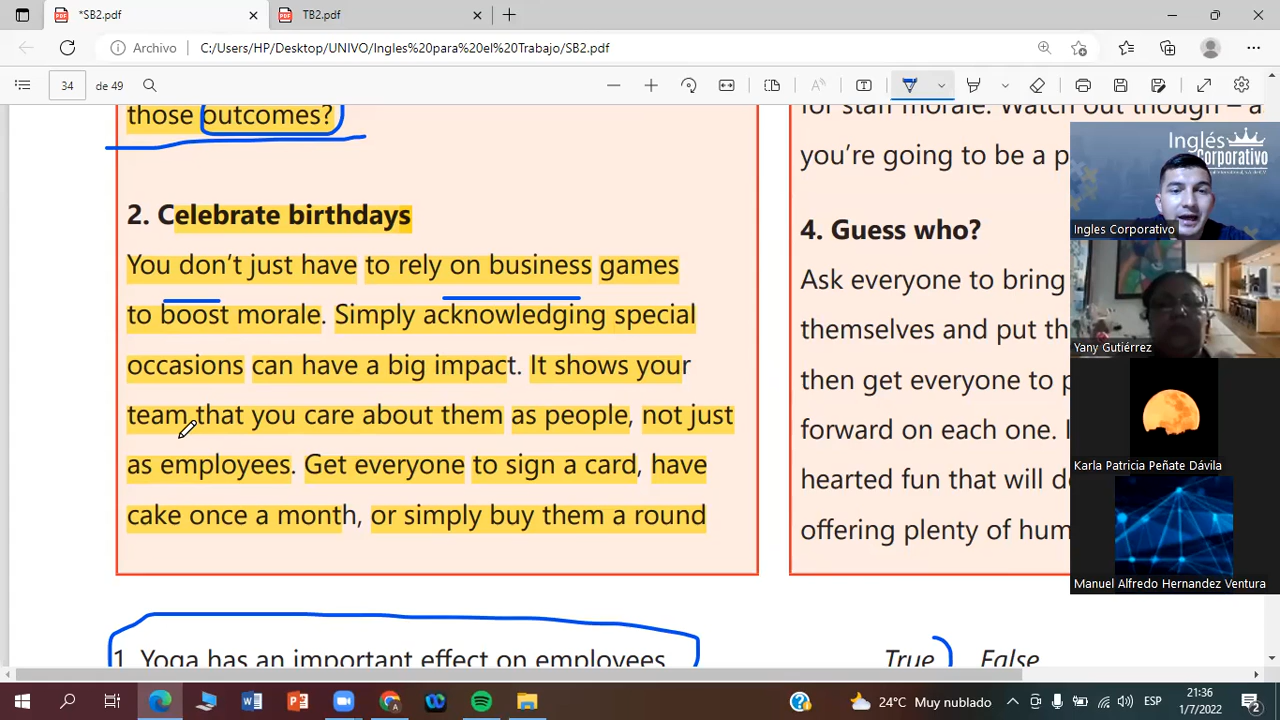 *SB2.pdf
TB2.pdf
Archivo
C:/Users/HP/Desktop/UNIVO/Ingles%20para%20el%20Trabajo/SB2.pdf
34
de 49
those outcomes?
2. Celebrate birthdays
You don't just have to rely on business games
to boost morale. Simply acknowledging special
occasions can have a big impact. It shows your
team that you care about them as people, not just
as employees. Get everyone to sign a card, have
cake once a month, or simply buy them a round
for staff morale. Watch out though – a
you're going to be a
4. Guess who?
Ask everyone to bring
themselves and put
then get everyone to
forward on each one.
hearted fun that will
offering plenty of
Inglés
Corporativo
Ingles Corporativo
Yany Gutiérrez
Karla Patricia Peñate Dávila
Manuel Alfredo Hernandez Ventura
1. Yoga has an important effect on employees
True
False
24°C Muy nublado
ESP
21:36
1/7/2022
2